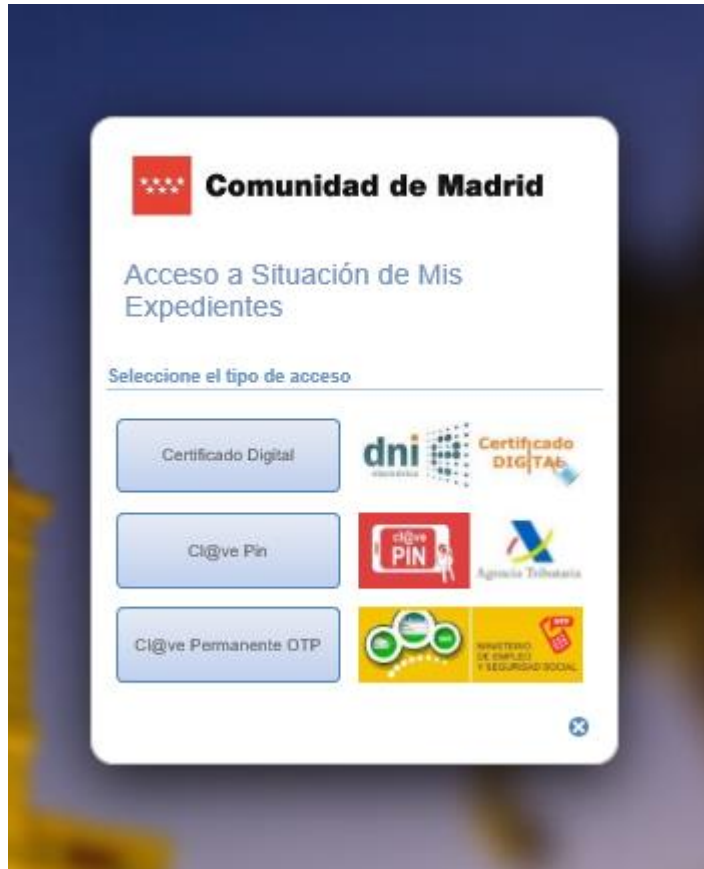 Comunidad de Madrid
Acceso a Situación de Mis
Expedientes
Seleccione el tipo de acceso
Certificado Digital
dni
electrónico
Certificado
DIGITAL
Cl@ve Pin
cl@ve
PIN
Agencia Tributaria
Cl@ve Permanente OTP
MINISTERIO
DE EMPLEO
Y SEGURIDAD SOCIAL